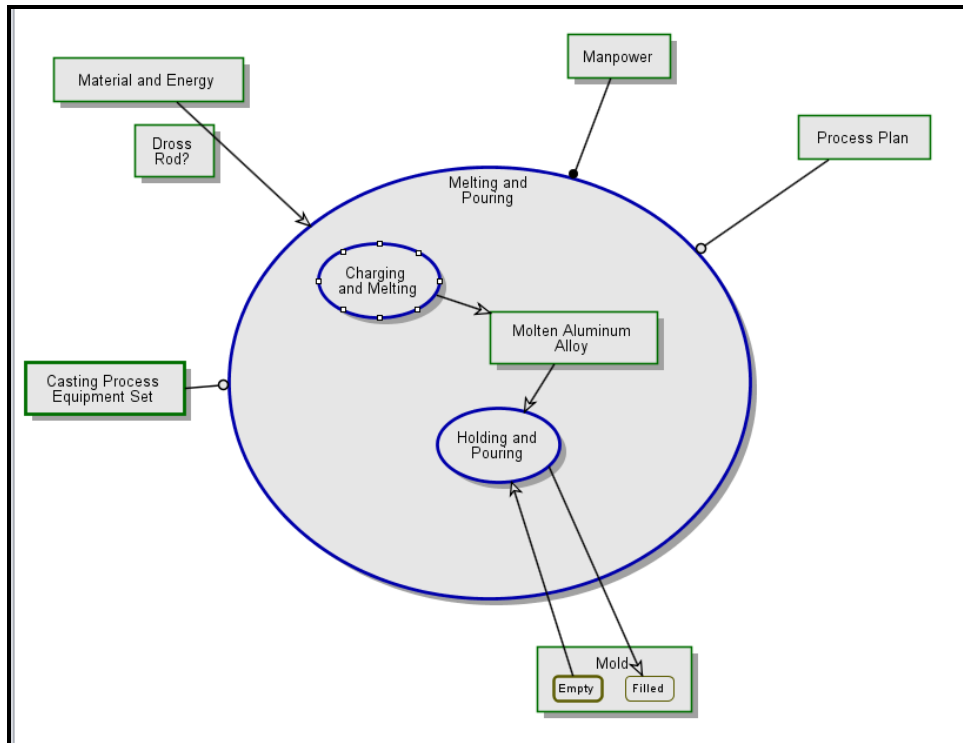 Manpower
Material and Energy
Dross
Rod?
Process Plan
Melting and
Pouring
Charging
and Melting
Molten Aluminum
Alloy
Casting Process
Equipment Set
Holding and
Pouring
Mold
Empty
Filled